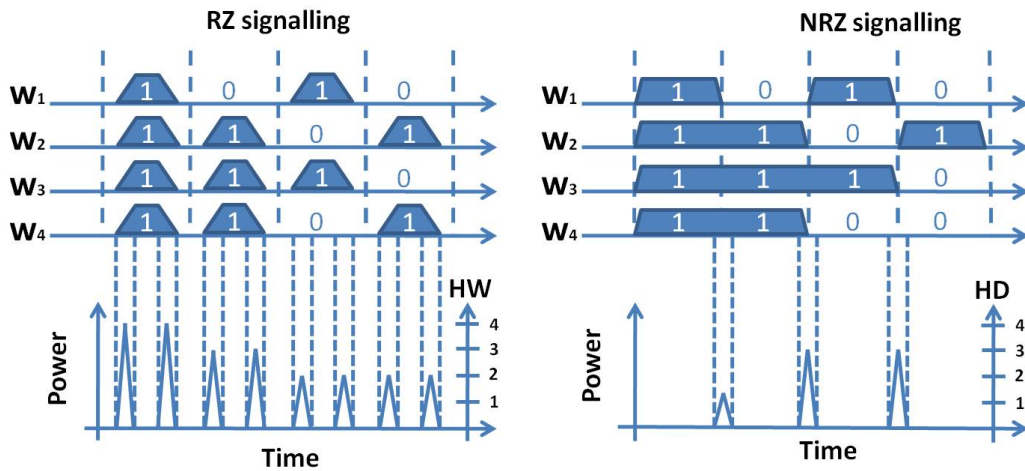 RZ signalling
W1 1 0 1 0
W2 1 1 0 1
W3 1 1 1 0
W4 1 1 0 1
HW
4
3
2
1
Power
Time
NRZ signalling
W1 1 0 1 0
W2 1 1 0 1
W3 1 1 1 0
W4 1 1 0 0
HD
4
3
2
1
Power
Time